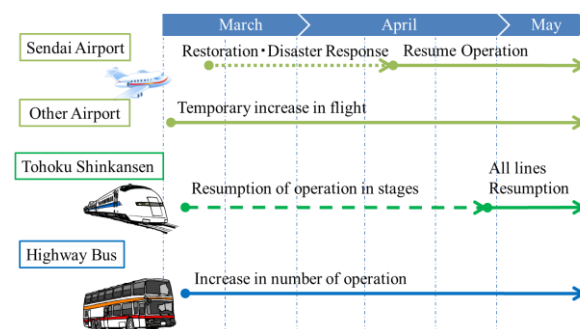 March April May
Sendai Airport
Restoration・Disaster Response Resume Operation
Other Airport
Temporary increase in flight
Tohoku Shinkansen
All lines
Resumption
Resumption of operation in stages
Highway Bus
Increase in number of operation